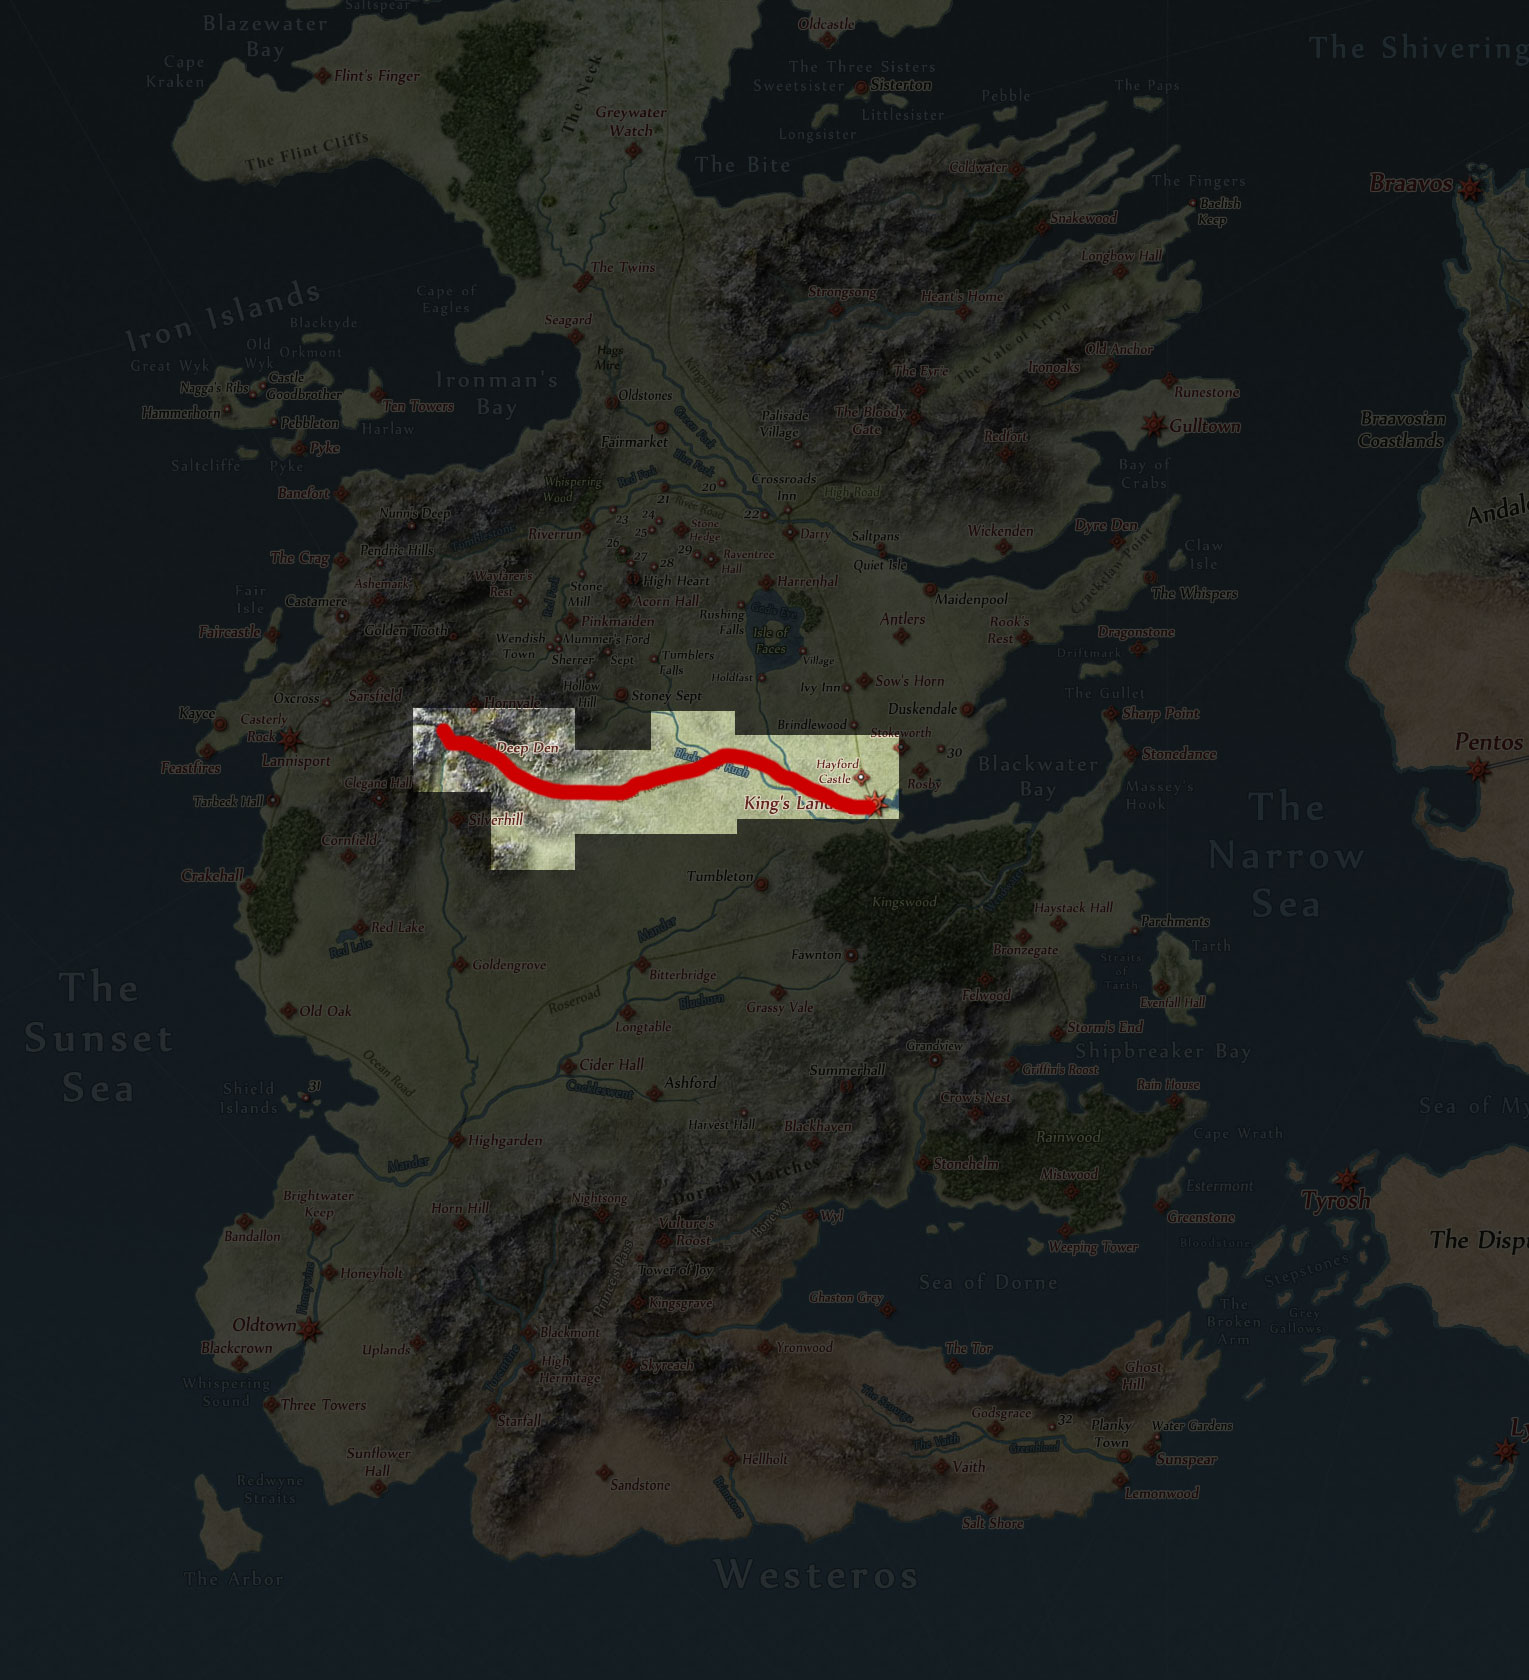 Saltspear
Blazewater
Bay
Oldcastle
The Shivering
Cape
Kraken
Flint's Finger
The Neck
The Three Sisters
Sweetsister
Sisterton
Littlesister
Longsister
Pebble
The Paps
Greywater
Watch
The Flint Cliffs
The Bite
Coldwater
The Fingers
Baelish
Keep
Braavos
Snakewood
The Twins
Longbow Hall
Cape of
Eagles
Strongsong
Heart's Home
Iron Islands
Blacktyde
Seagard
The Vale of Arryn
Old
Wyk
Orkmont
Great Wyk
Hags
Mire
Old Anchor
Ironoaks
The Eyrie
Nagga's Ribs
Castle
Goodbrother
Ironman's
Bay
Oldstones
Runestone
Hammerhorn
Ten Towers
Green Fork
Palisade
Village
The Bloody
Gate
Gulltown
Braavosian
Coastlands
Pebbleton
Harlaw
Fairmarket
Redfort
Pyke
Saltcliffe
Pyke
Blue Fork
Red Fork
Bay of
Crabs
Banefort
Whispering
Wood
20
Crossroads
Inn
High Road
21
River Road
Nunn's Deep
22
23
24
25
Stone
Hedge
Andal
Tumblestone
Riverrun
Darry
Saltpans
Wickenden
Dyre Den
The Crag
Pendric Hills
26
27
28
29
Raventree
Hall
Quiet Isle
Crackclaw Point
Claw
Isle
Ashemark
Wayfarer's
Rest
Stone
Mill
High Heart
Harrenhal
Maidenpool
The Whispers
Fair
Isle
Castamere
Red Fork
Acorn Hall
Rushing
Falls
God's Eye
Antlers
Faircastle
Golden Tooth
Pinkmaiden
Isle of
Faces
Rook's
Rest
Dragonstone
Wendish
Town
Mummer's Ford
Sherrer
Sept
Tumblers
Falls
Village
Driftmark
Oxcross
Sarsfield
Hollow
Hill
Stoney Sept
Holdfast
Ivy Inn
Sow's Horn
The Gullet
Kayce
Casterly
Rock
Hornvale
Duskendale
Sharp Point
Brindlewood
Stokeworth
Lannisport
Feastfires
Deep Den
Blackwater Rush
30
Stonedance
Pentos
Hayford
Castle
Blackwater
Bay
Clegane Hall
Rosby
Massey's
Hook
Tarbeck Hall
King's Land
The
Narrow
Sea
Silverhill
Cornfield
Crakehall
Tumbleton
Kingswood
Haystack Hall
Parchments
Red Lake
Red Lake
Mander
Tarth
Bronzegate
Straits
of
Tarth
Fawnton
Goldengrove
Bitterbridge
The
Sunset
Sea
Roseroad
Blueburn
Grassy Vale
Felwood
Evenfall Hall
Old Oak
Longtable
Storm's End
Grandview
Shipbreaker Bay
Ocean Road
Cider Hall
Summerhall
Griffin's Roost
Shield
Islands
31
Cockleswent
Ashford
Rain House
Crow's Nest
Sea of My
Harvest Hall
Blackhaven
Rainwood
Cape Wrath
Highgarden
Mander
Dornish Marches
Stonehelm
Mistwood
Brightwater
Keep
Nightsong
Boneway
Estermont
Tyrosh
Horn Hill
Wyl
Greenstone
Bandallon
Vulture's
Roost
Weeping Tower
Bloodstone
The Disp
Honeywine
Honeyholt
Prince's Pass
Tower of Joy
Sea of Dorne
Stepstones
Kingsgrave
Ghaston Grey
The
Broken
Arm
Grey
Gallows
Oldtown
Blackcrown
Uplands
Blackmont
Yronwood
The Tor
High
Hermitage
Skyreach
Ghost
Hill
Whispering
Sound
Three Towers
Torrentine
Starfall
The Scourge
Godsgrace
32
Planky
Town
Water Gardens
Ly
The Vaith
Greenblood
Sunflower
Hall
Hellholt
Vaith
Sunspear
Redwyne
Straits
Sandstone
Brimstone
Lemonwood
Salt Shore
The Arbor
Westeros